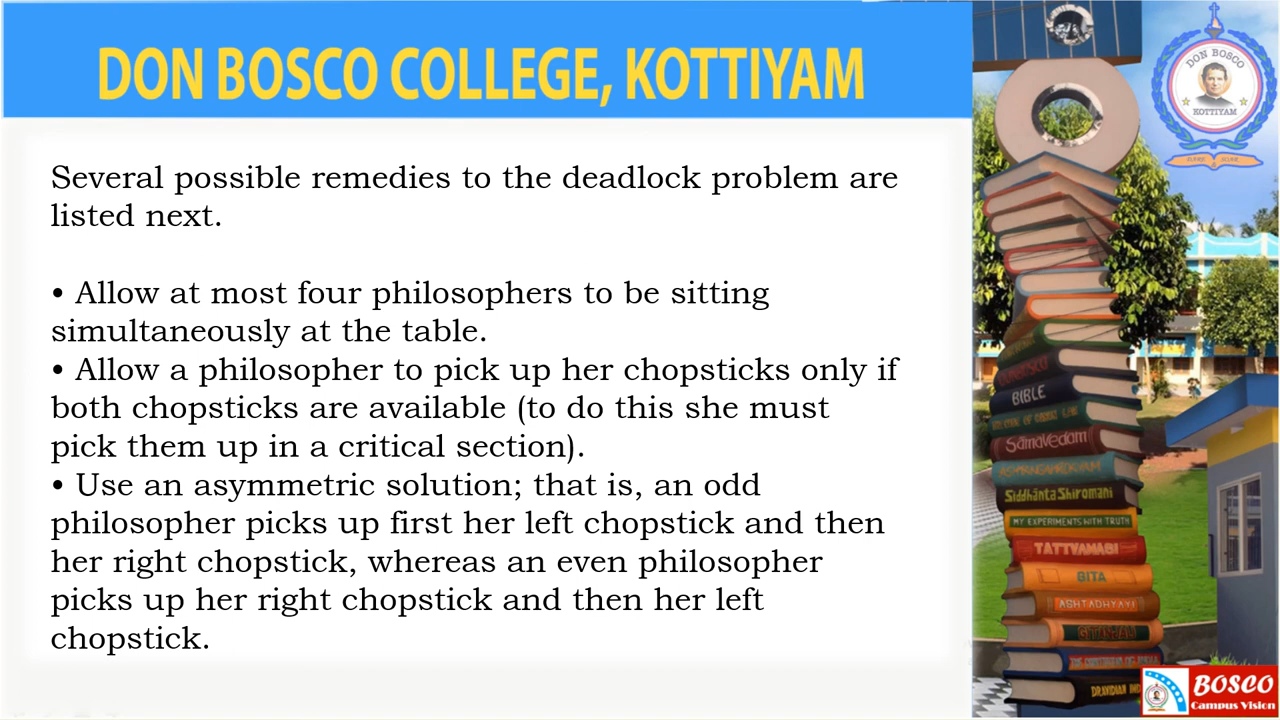 DON BOSCO COLLEGE, KOTTIYAM
Several possible remedies to the deadlock problem are
listed next.
• Allow at most four philosophers to be sitting
simultaneously at the table.
• Allow a philosopher to pick up her chopsticks only if
both chopsticks are available (to do this she must
pick them up in a critical section).
• Use an asymmetric solution; that is, an odd
philosopher picks up first her left chopstick and then
her right chopstick, whereas an even philosopher
picks up her right chopstick and then her left
chopstick.
DON BOSCO
KOTTIYAM
BIBLE
SamaVedam
Siddhanta Shiromani
MY EXPERIMENTS WITH TRUTH
TATTVAMASI
GITA
ASHTADHYAYI
GITANJALI
BOSCO
Campus Vision